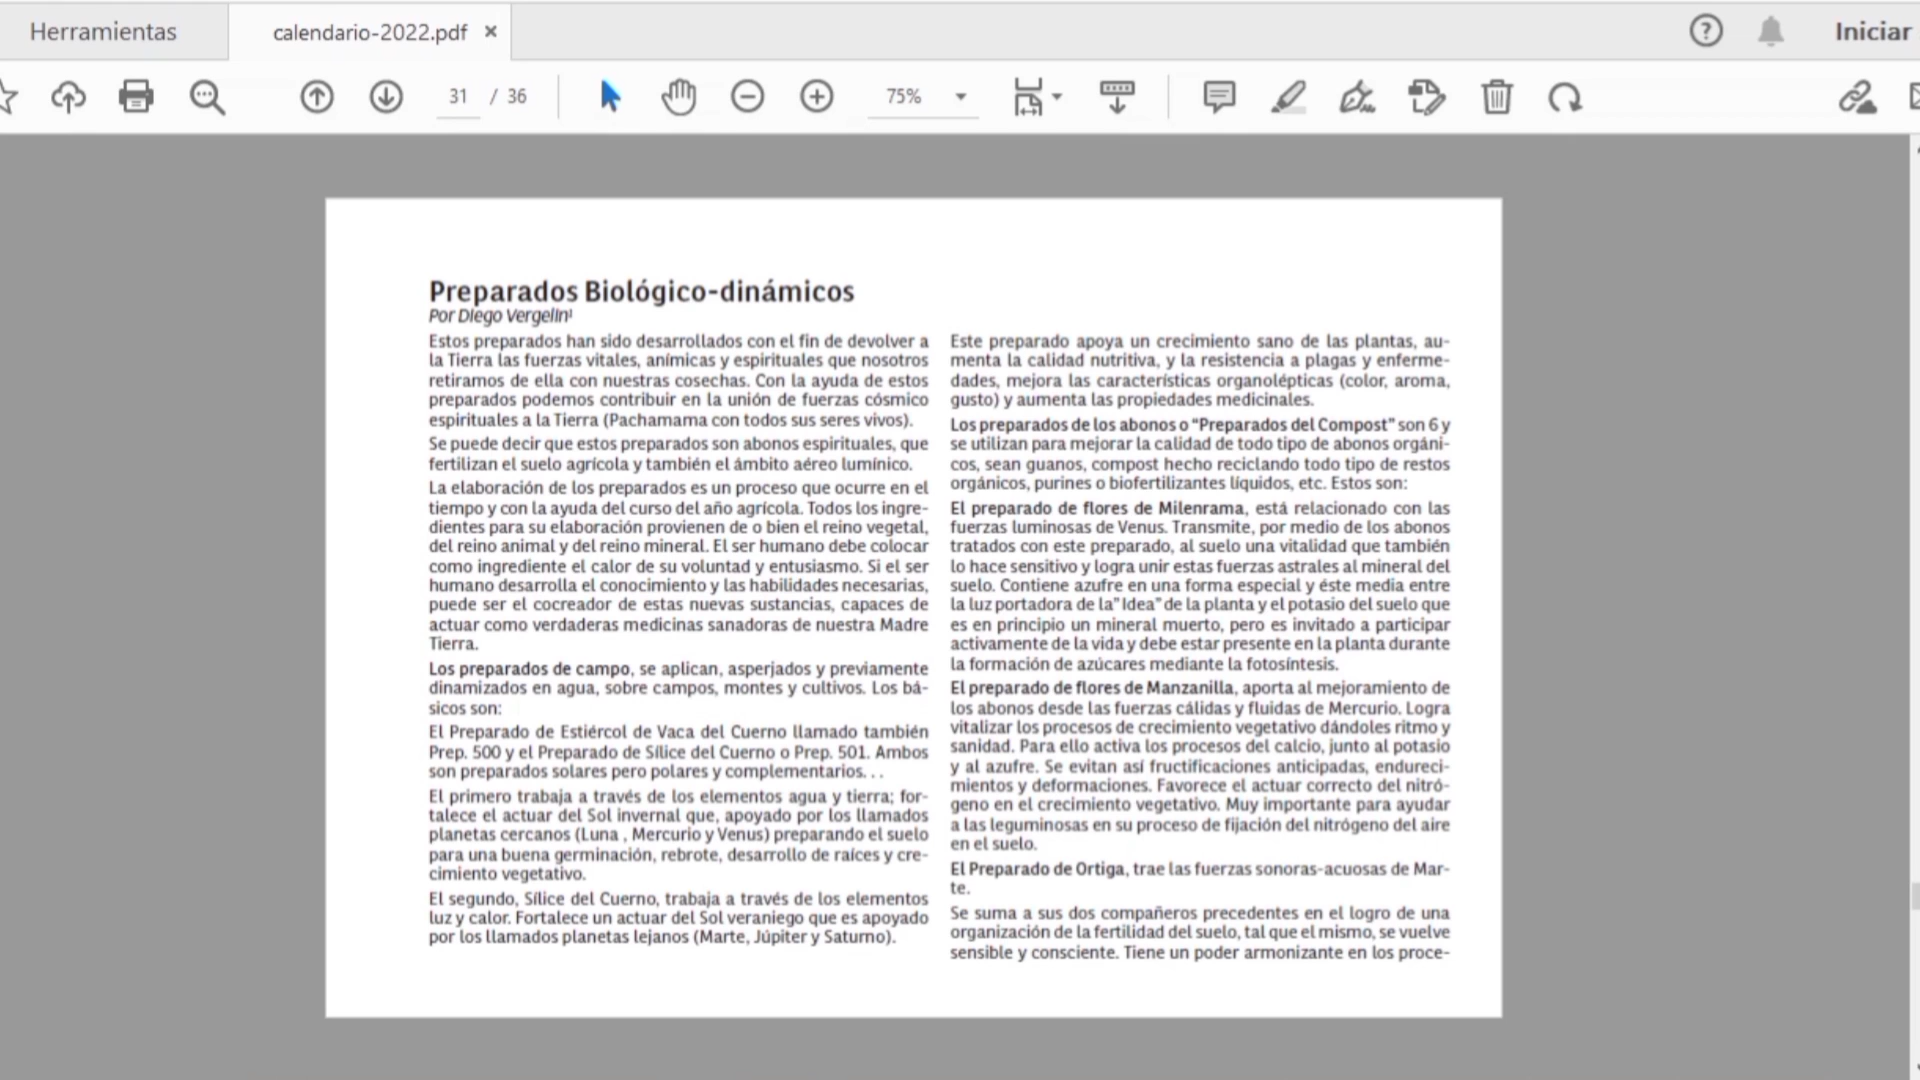 Herramientas
calendario-2022.pdf
Iniciar
31 / 36
75%
Preparados Biológico-dinámicos
Por Diego Vergelin¹
Estos preparados han sido desarrollados con el fin de devolver a
la Tierra las fuerzas vitales, anímicas y espirituales que nosotros
retiramos de ella con nuestras cosechas. Con la ayuda de estos
preparados podemos contribuir en la unión de fuerzas cósmico
espirituales a la Tierra (Pachamama con todos sus seres vivos).
Se puede decir que estos preparados son abonos espirituales, que
fertilizan el suelo agrícola y también el ámbito aéreo lumínico.
La elaboración de los preparados es un proceso que ocurre en el
tiempo y con la ayuda del curso del año agrícola. Todos los ingre-
dientes para su elaboración provienen de o bien el reino vegetal,
del reino animal y del reino mineral. El ser humano debe colocar
como ingrediente el calor de su voluntad y entusiasmo. Si el ser
humano desarrolla el conocimiento y las habilidades necesarias,
puede ser el cocreador de estas nuevas sustancias, capaces de
actuar como verdaderas medicinas sanadoras de nuestra Madre
Tierra.
Los preparados de campo, se aplican, asperjados y previamente
dinamizados en agua, sobre campos, montes y cultivos. Los bá-
sicos son:
El Preparado de Estiércol de Vaca del Cuerno llamado también
Prep. 500 y el Preparado de Sílice del Cuerno o Prep. 501. Ambos
son preparados solares pero polares y complementarios. . .
El primero trabaja a través de los elementos agua y tierra; for-
talece el actuar del Sol invernal que, apoyado por los llamados
planetas cercanos (Luna , Mercurio y Venus) preparando el suelo
para una buena germinación, rebrote, desarrollo de raíces y cre-
cimiento vegetativo.
El segundo, Sílice del Cuerno, trabaja a través de los elementos
luz y calor. Fortalece un actuar del Sol veraniego que es apoyado
por los llamados planetas lejanos (Marte, Júpiter y Saturno).
Este preparado apoya un crecimiento sano de las plantas, au-
menta la calidad nutritiva, y la resistencia a plagas y enferme-
dades, mejora las características organolépticas (color, aroma,
gusto) y aumenta las propiedades medicinales.
Los preparados de los abonos o “Preparados del Compost” son 6 y
se utilizan para mejorar la calidad de todo tipo de abonos orgáni-
cos, sean guanos, compost hecho reciclando todo tipo de restos
orgánicos, purines o biofertilizantes líquidos, etc. Estos son:
El preparado de flores de Milenrama, está relacionado con las
fuerzas luminosas de Venus. Transmite, por medio de los abonos
tratados con este preparado, al suelo una vitalidad que también
lo hace sensitivo y logra unir estas fuerzas astrales al mineral del
suelo. Contiene azufre en una forma especial y éste media entre
la luz portadora de la” Idea” de la planta y el potasio del suelo que
es en principio un mineral muerto, pero es invitado a participar
activamente de la vida y debe estar presente en la planta durante
la formación de azúcares mediante la fotosíntesis.
El preparado de flores de Manzanilla, aporta al mejoramiento de
los abonos desde las fuerzas cálidas y fluidas de Mercurio. Logra
vitalizar los procesos de crecimiento vegetativo dándoles ritmo y
sanidad. Para ello activa los procesos del calcio, junto al potasio
y al azufre. Se evitan así fructificaciones anticipadas, endureci-
mientos y deformaciones. Favorece el actuar correcto del nitró-
geno en el crecimiento vegetativo. Muy importante para ayudar
a las leguminosas en su proceso de fijación del nitrógeno del aire
en el suelo.
El Preparado de Ortiga, trae las fuerzas sonoras-acuosas de Mar-
te.
Se suma a sus dos compañeros precedentes en el logro de una
organización de la fertilidad del suelo, tal que el mismo, se vuelve
sensible y consciente. Tiene un poder armonizante en los proce-